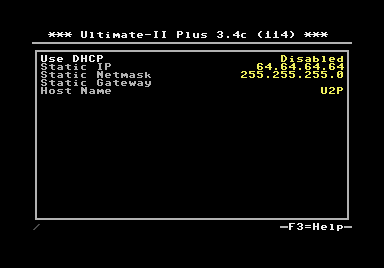 *** Ultimate-II Plus 3.4c (114) ***
Use DHCP Disabled
Static IP 64.64.64.64
Static Netmask 255.255.255.0
Static Gateway
Host Name U2P
F3=Help